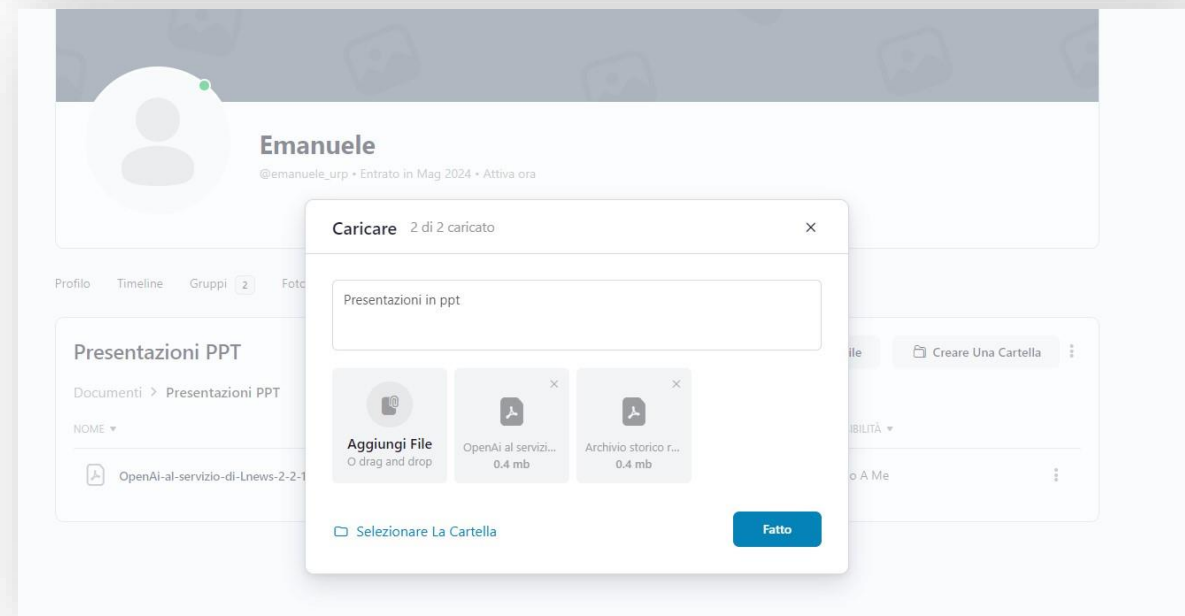 Emanuele
@emanuele_urp • Entrato in Mag 2024 • Attiva ora
Caricare 2 di 2 caricato
Profilo Timeline Gruppi 2
Presentazioni in ppt
Presentazioni PPT
Creare Una Cartella
Documenti > Presentazioni PPT
NOME
Aggiungi File
O drag and drop
OpenAi al servizi...
0.4 mb
Archivio storico r...
0.4 mb
OpenAi-al-servizio-di-Lnews-2-2-1
o A Me
Selezionare La Cartella
Fatto